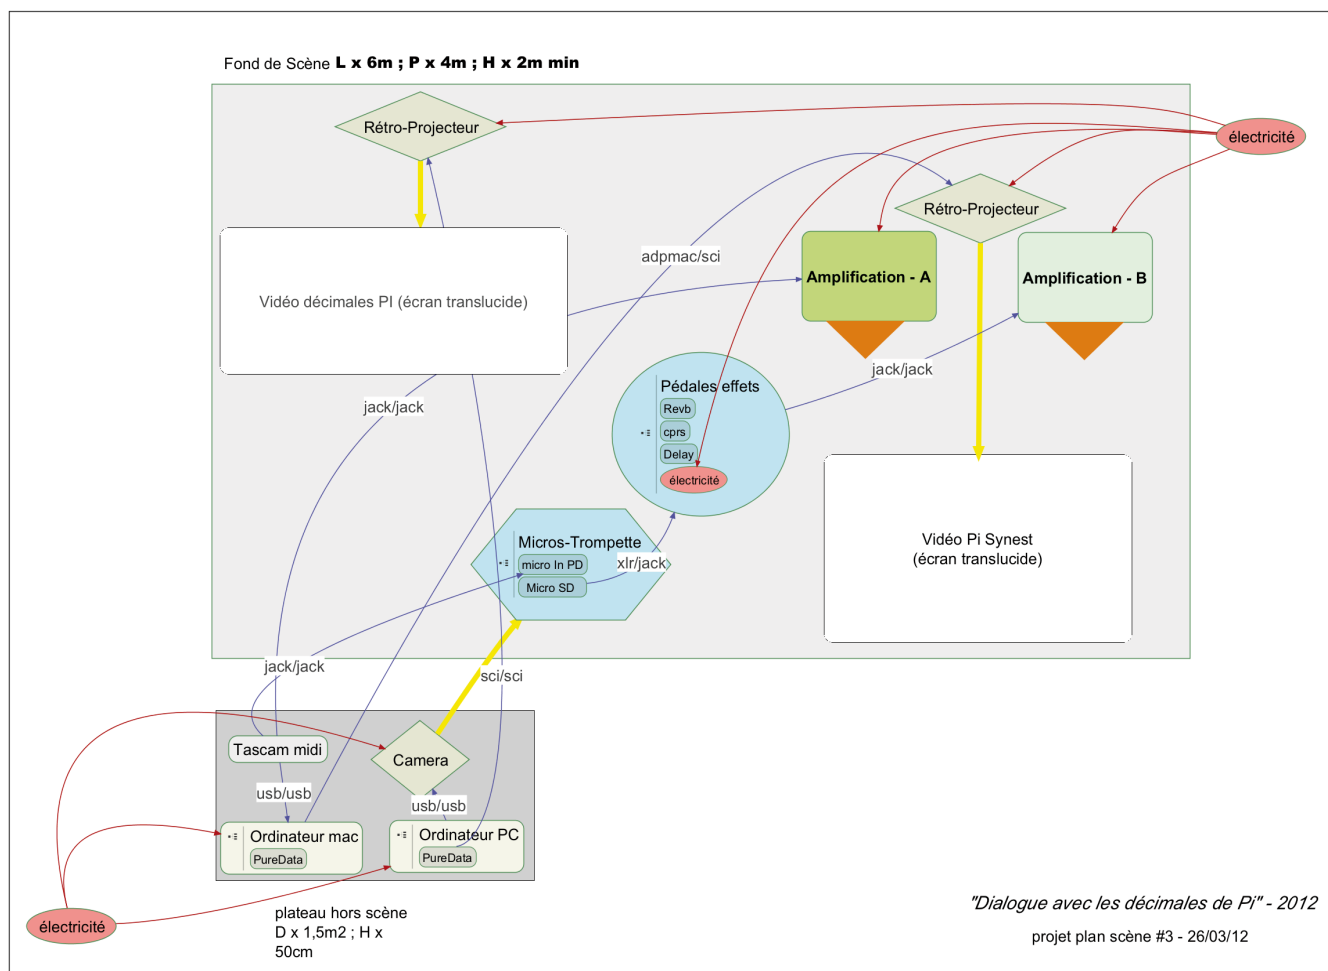 Fond de Scène L x 6m ; P x 4m ; H x 2m min
Rétro-Projecteur
électricité
Rétro-Projecteur
adpmac/sci
Amplification - A
Amplification - B
Vidéo décimales PI (écran translucide)
jack/jack
jack/jack
Pédales effets
Revb
cprs
Delay
électricité
Vidéo Pi Synest
(écran translucide)
Micros-Trompette
micro In PD
xlr/jack
Micro SD
jack/jack
sci/sci
Tascam midi
Camera
usb/usb
usb/usb
Ordinateur mac
PureData
Ordinateur PC
PureData
électricité
plateau hors scène
D x 1,5m2 ; H x
50cm
"Dialogue avec les décimales de Pi" - 2012
projet plan scène #3 - 26/03/12